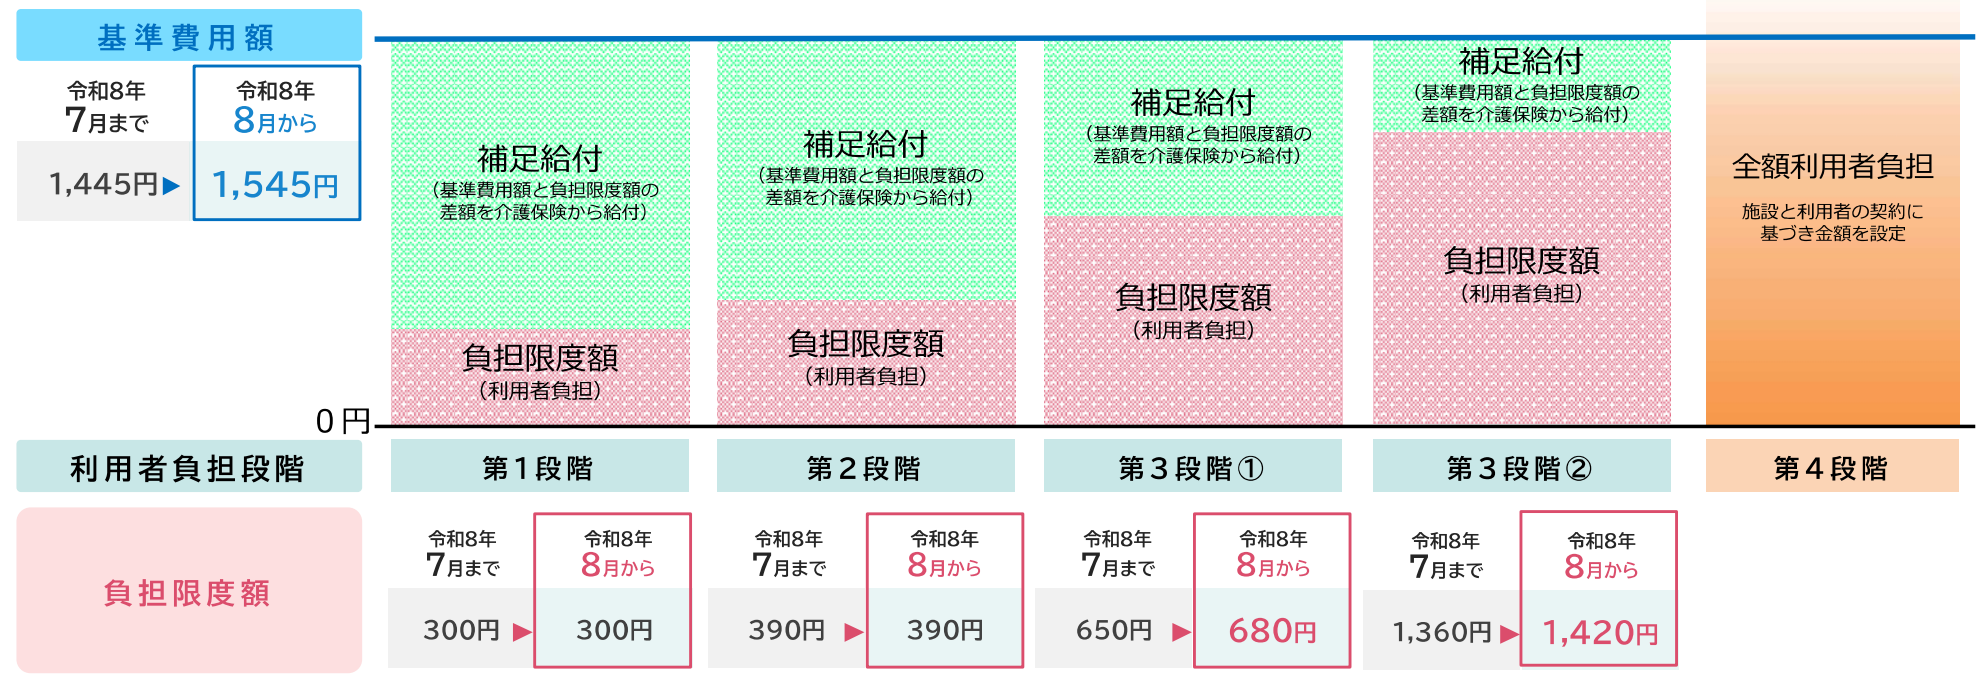 基準費用額
令和8年
7月まで
令和8年
8月から
1,445円▶
1,545円
補足給付
（基準費用額と負担限度額の
差額を介護保険から給付）
負担限度額
（利用者負担）
補足給付
（基準費用額と負担限度額の
差額を介護保険から給付）
負担限度額
（利用者負担）
補足給付
（基準費用額と負担限度額の
差額を介護保険から給付）
負担限度額
（利用者負担）
補足給付
（基準費用額と負担限度額の
差額を介護保険から給付）
負担限度額
（利用者負担）
全額利用者負担
施設と利用者の契約に
基づき金額を設定
0円
利用者負担段階
第1段階
第2段階
第3段階①
第3段階②
第4段階
負担限度額
令和8年
7月まで
令和8年
8月から
300円▶
300円
令和8年
7月まで
令和8年
8月から
390円▶
390円
令和8年
7月まで
令和8年
8月から
650円▶
680円
令和8年
7月まで
令和8年
8月から
1,360円▶
1,420円